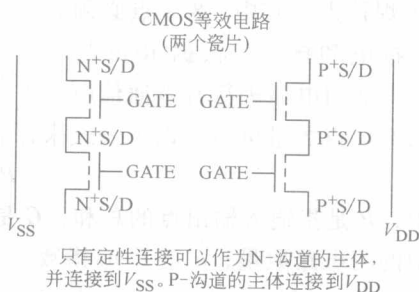 CMOS等效电路
(两个瓷片)
N+S/D P+S/D
GATE GATE
N+S/D P+S/D
GATE GATE
N+S/D P+S/D
VSS VDD
只有定性连接可以作为N-沟道的主体,
并连接到VSS。P-沟道的主体连接到VDD